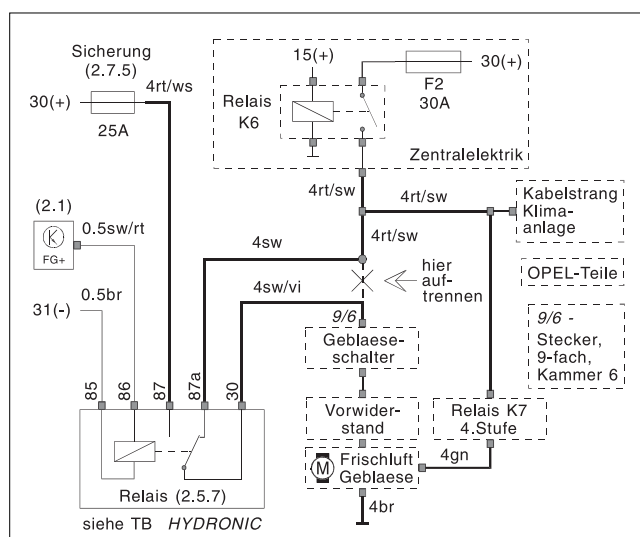 Sicherung
(2.7.5)
4rt/ws
30(+)
25A
15(+)
30(+)
F2
30A
Relais
K6
Zentralelektrik
4rt/sw
4rt/sw
Kabelstrang
Klima-
anlage
(2.1)
0.5sw/rt
FG+
4sw
4rt/sw
hier
auf-
trennen
OPEL-Teile
0.5br
31(-)
4sw/vi
9/6
9/6 -
Stecker,
9-fach,
Kammer 6
Geblaese-
schalter
85
86
87
87a
30
Vorwider-
stand
Relais K7
4.Stufe
M
Frischluft
Geblaese
4gn
Relais (2.5.7)
4br
siehe TB HYDRONIC